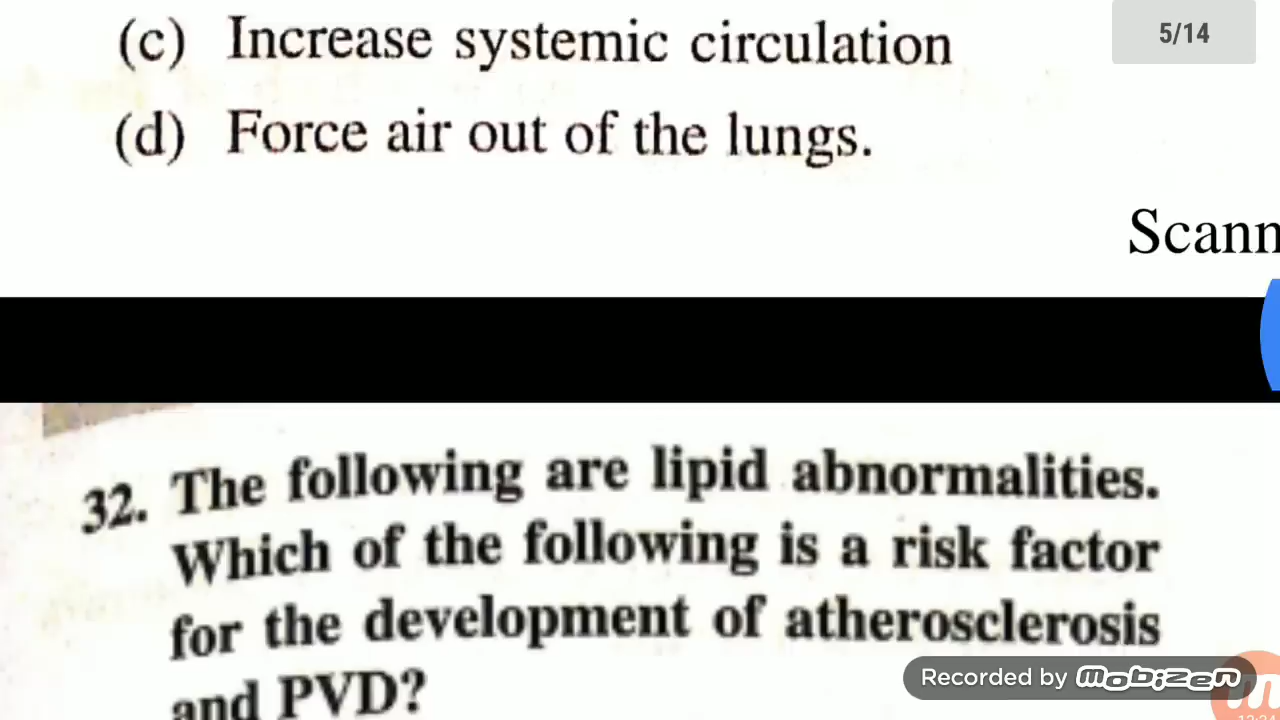 (c) Increase systemic circulation
5/14
(d) Force air out of the lungs.
Scann
32. The following are lipid abnormalities.
Which of the following is a risk factor
for the development of atherosclerosis
and PVD?
Recorded by mobizen